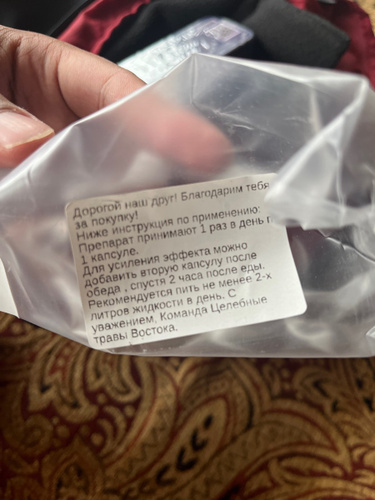 Дорогой наш друг! Благодарим тебя
за покупку!
Ниже инструкция по применению:
Препарат принимают 1 раз в день
1 капсуле.
Для усиления эффекта можно
добавить вторую капсулу после
обеда , спустя 2 часа после еды.
Рекомендуется пить не менее 2-х
литров жидкости в день. С
уважением, Команда Целебные
травы Востока.